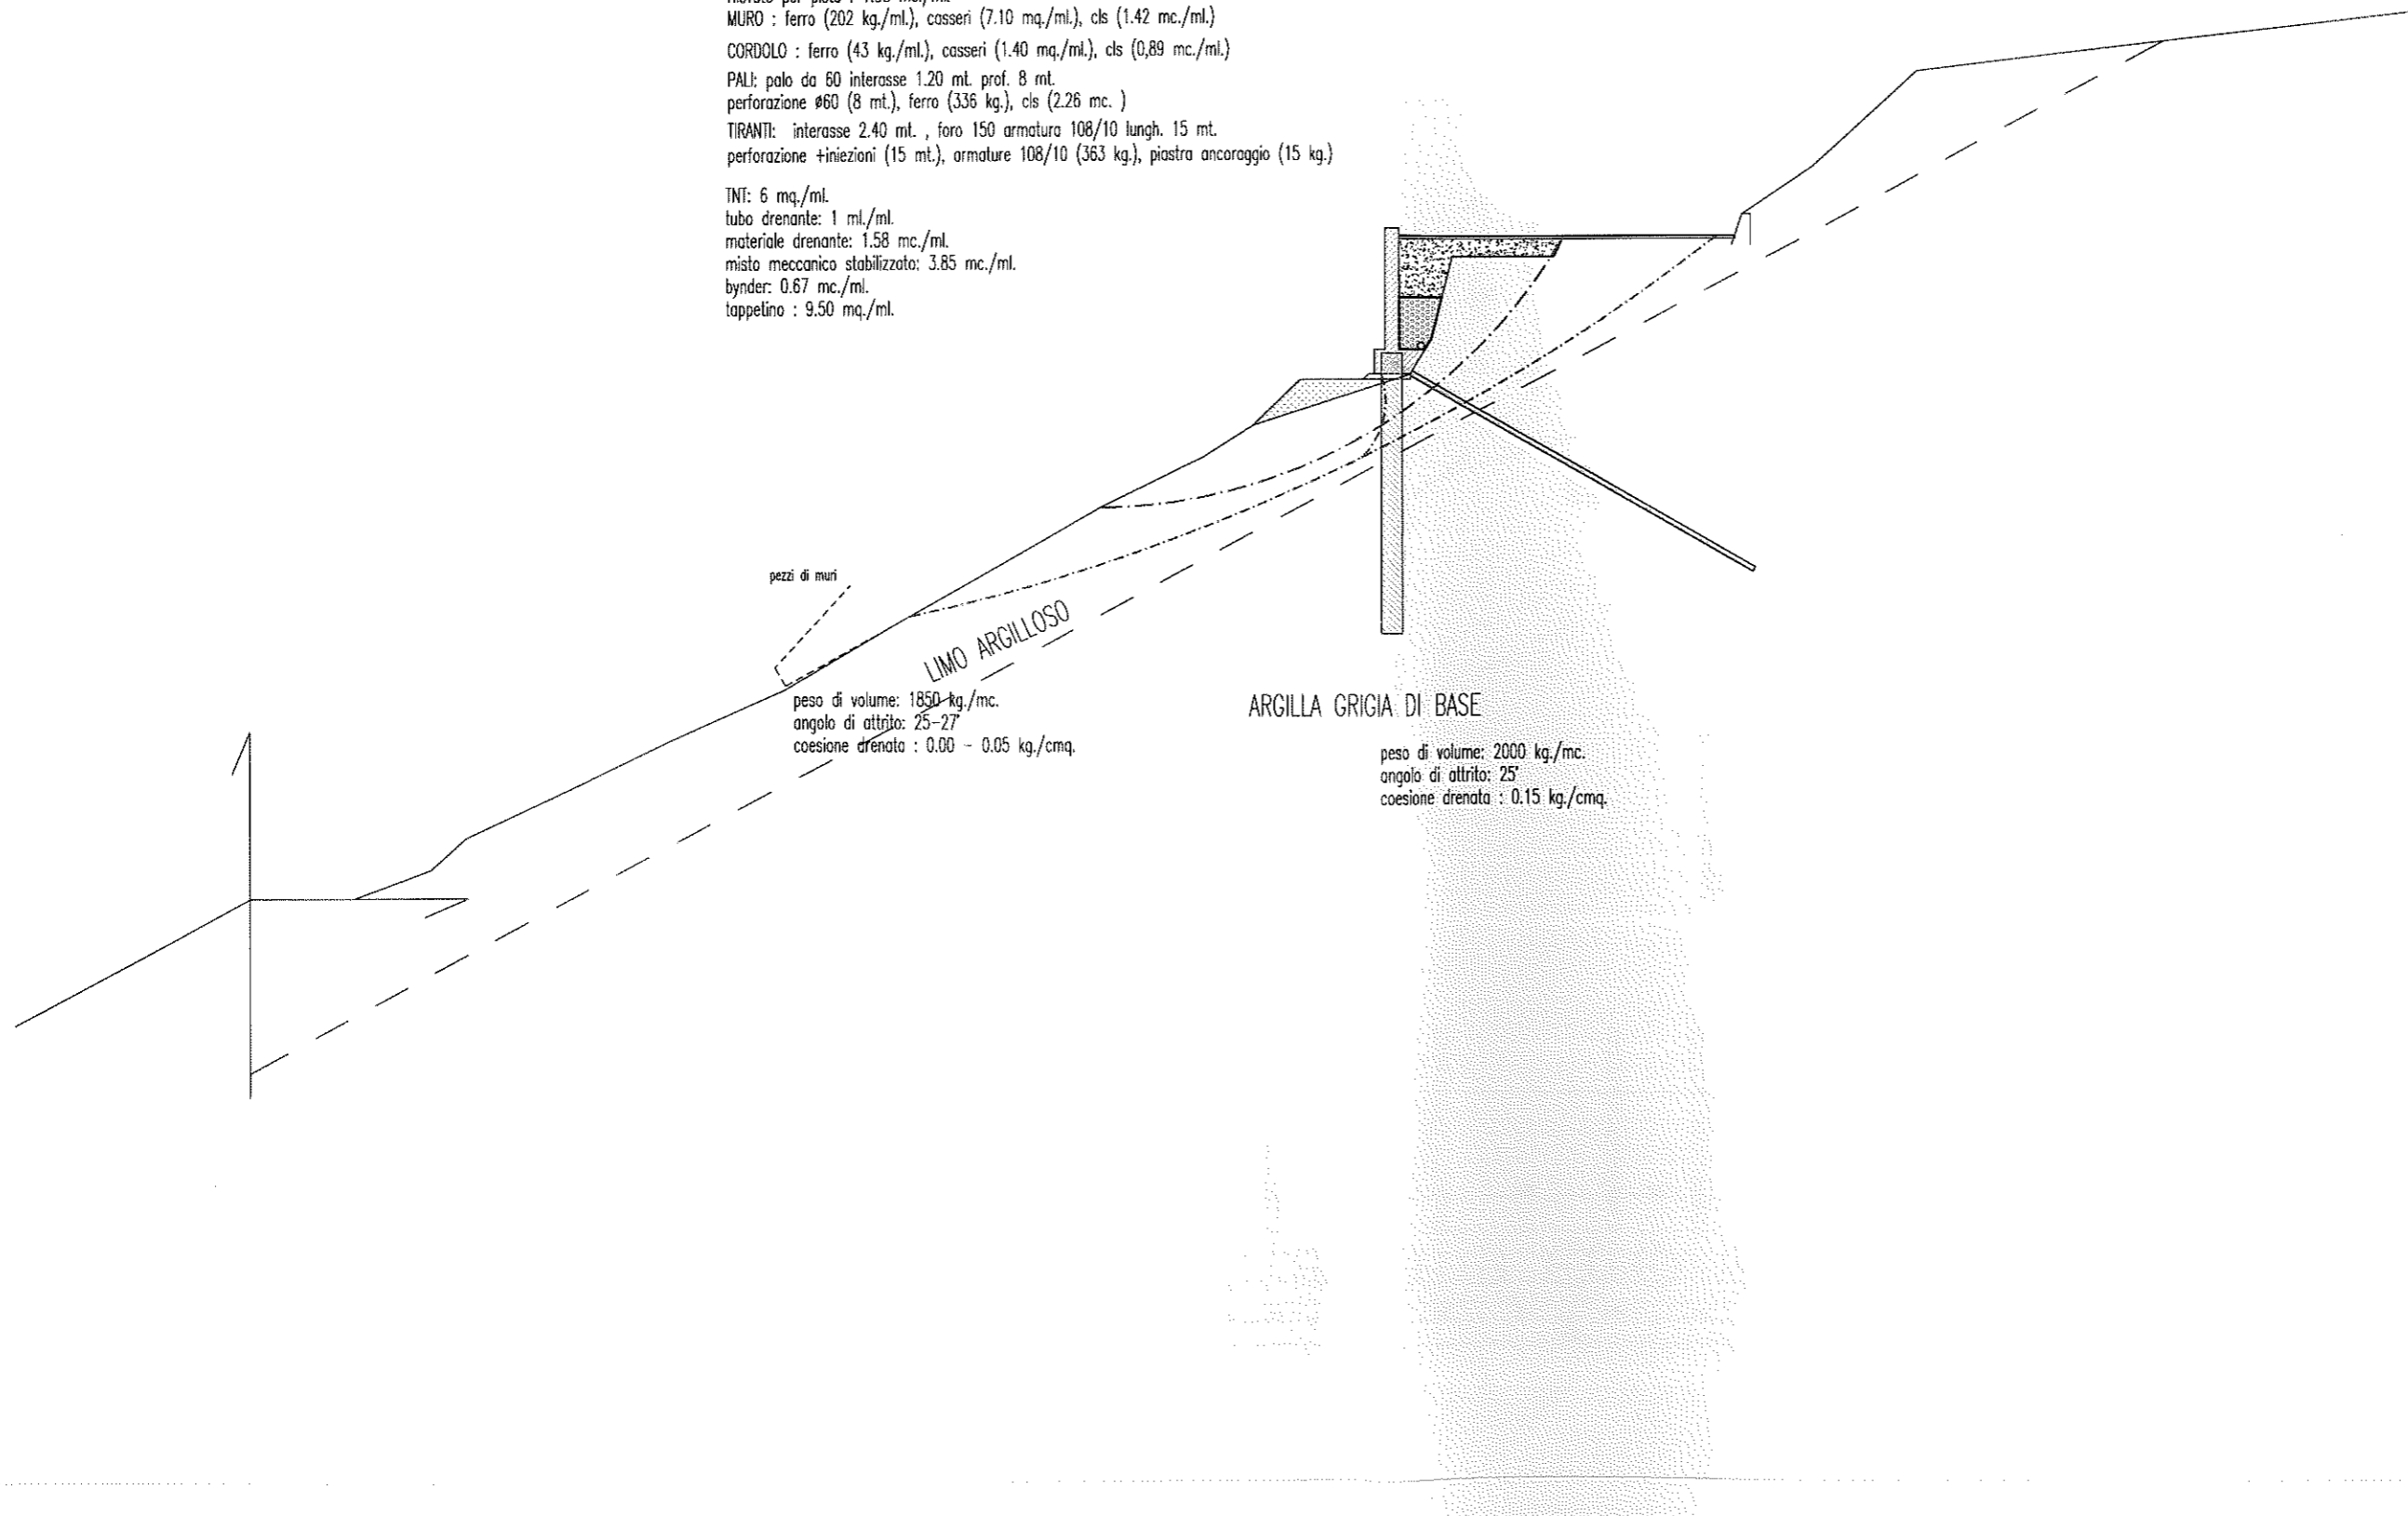 MURO : ferro (202 kg./ml.), casseri (7.10 mq./ml.), cls (1.42 mc./ml.)
CORDOLO : ferro (43 kg./ml.), casseri (1.40 mq./ml.), cls (0,89 mc./ml.)
PALI: palo da 60 interasse 1.20 mt. prof. 8 mt.
perforazione ø60 (8 mt.), ferro (336 kg.), cls (2.26 mc. )
TIRANTI: interasse 2.40 mt. , foro 150 armatura 108/10 lungh. 15 mt.
perforazione +iniezioni (15 mt.), armature 108/10 (363 kg.), piastra ancoraggio (15 kg.)
TNT: 6 mq./ml.
tubo drenante: 1 ml./ml.
materiale drenante: 1.58 mc./ml.
misto meccanico stabilizzato: 3.85 mc./ml.
bynder: 0.67 mc./ml.
tappetino : 9.50 mq./ml.
pezzi di muri
LIMO ARGILLOSO
peso di volume: 1850 kg./mc.
angolo di attrito: 25-27°
coesione drenata : 0.00 - 0.05 kg./cmq.
ARGILLA GRIGIA DI BASE
peso di volume: 2000 kg./mc.
angolo di attrito: 25°
coesione drenata : 0.15 kg./cmq.